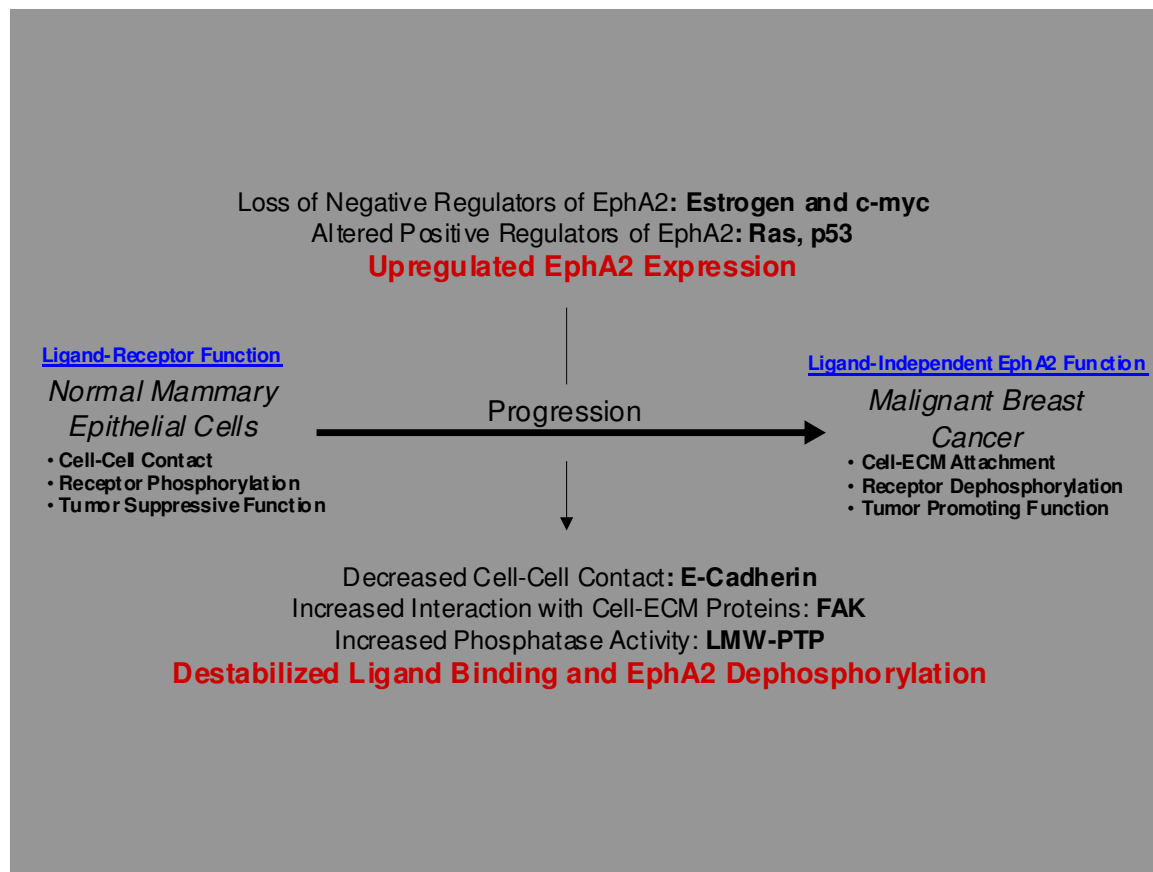 Loss of Negative Regulators of EphA2: Estrogen and c-myc
Altered Positive Regulators of EphA2: Ras, p53
Upregulated EphA2 Expression
Ligand-Receptor Function
Normal Mammary
Epithelial Cells
• Cell-Cell Contact
• Receptor Phosphorylation
• Tumor Suppressive Function
Progression
Ligand-Independent EphA2 Function
Malignant Breast
Cancer
• Cell-ECM Attachment
• Receptor Dephosphorylation
• Tumor Promoting Function
Decreased Cell-Cell Contact: E-Cadherin
Increased Interaction with Cell-ECM Proteins: FAK
Increased Phosphatase Activity: LMW-PTP
Destabilized Ligand Binding and EphA2 Dephosphorylation